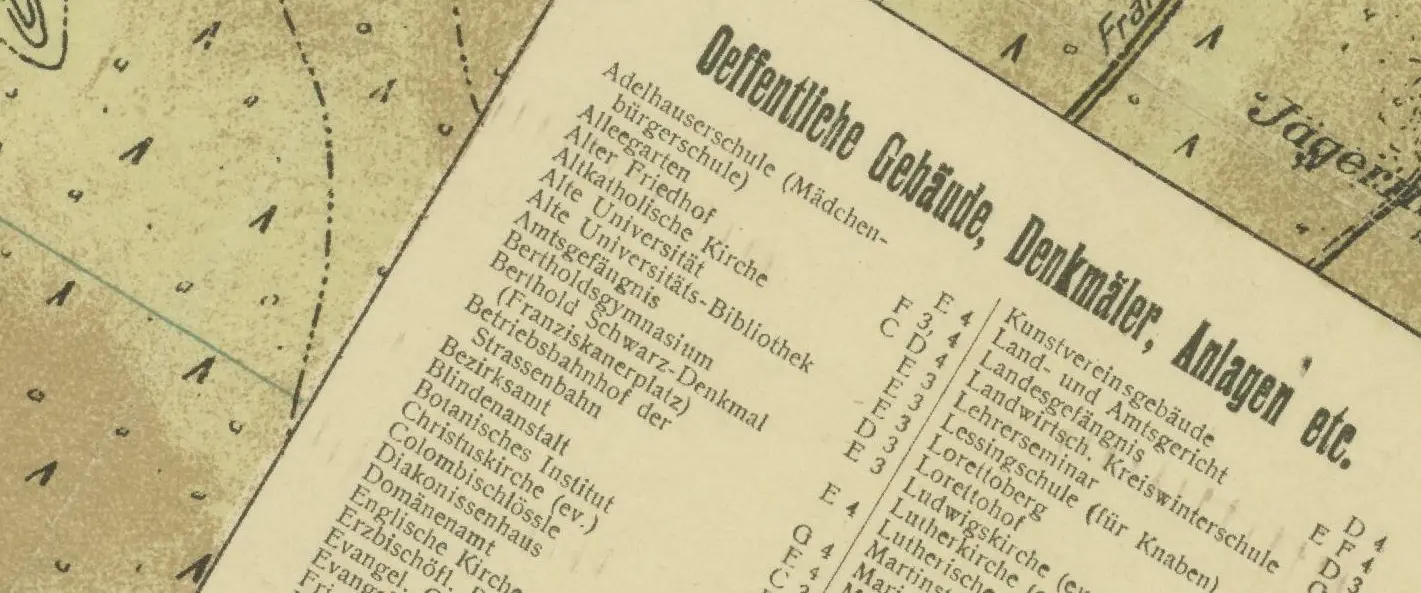 Oeffentliche Gebäude, Denkmäler, Anlagen etc.
Adelhauserschule (Mädchen-
bürgerschule) E 4
Alleegarten F 3, 4
Alter Friedhof C D 4
Altkatholische Kirche E 3
Alte Universität E 3
Alte Universitäts-Bibliothek E 3
Amtsgefängnis D 3
Bertholdsgymnasium E 3
Berthold Schwarz-Denkmal
(Franziskanerplatz) E 4
Betriebsbahnhof der
Strassenbahn G 4
Bezirksamt E 4
Blindenanstalt C 3
Botanisches Institut
Christuskirche (ev.)
Colombischlössle
Diakonissenhaus
Domänenamt
Englische Kirche
Erzbischöfl.
Evangel.
Kunstvereinsgebäude D 4
Land- und Amtsgericht E F 4
Landesgefängnis D 3
Landwirtsch. Kreiswinterschule
Lehrerseminar
Lessingschule (für Knaben)
Lorettoberg
Lorettohof
Ludwigskirche
Lutherkirche
Lutherische